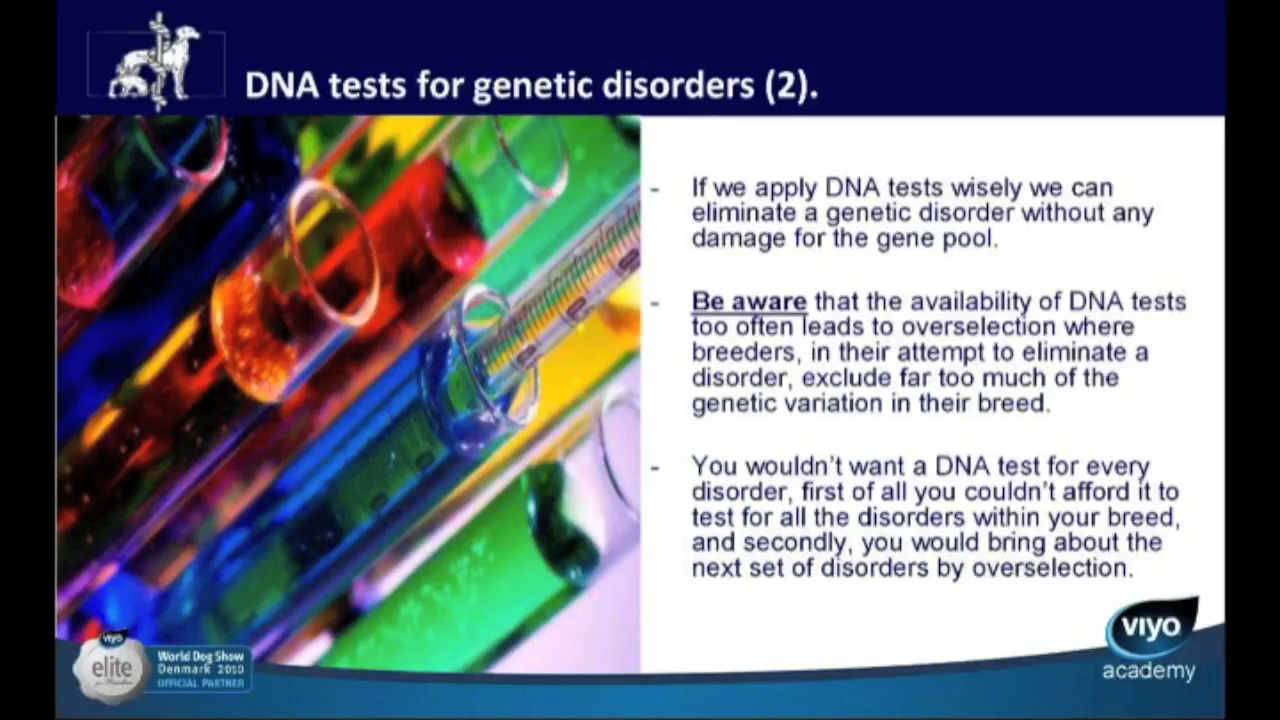 DNA tests for genetic disorders (2).
- If we apply DNA tests wisely we can
eliminate a genetic disorder without any
damage for the gene pool.
- Be aware that the availability of DNA tests
too often leads to overselection where
breeders, in their attempt to eliminate a
disorder, exclude far too much of the
genetic variation in their breed.
- You wouldn't want a DNA test for every
disorder, first of all you couldn't afford it to
test for all the disorders within your breed,
and secondly, you would bring about the
next set of disorders by overselection.
viyo
elite
World Dog Show
Denmark 2010
OFFICIAL PARTNER
viyo
academy